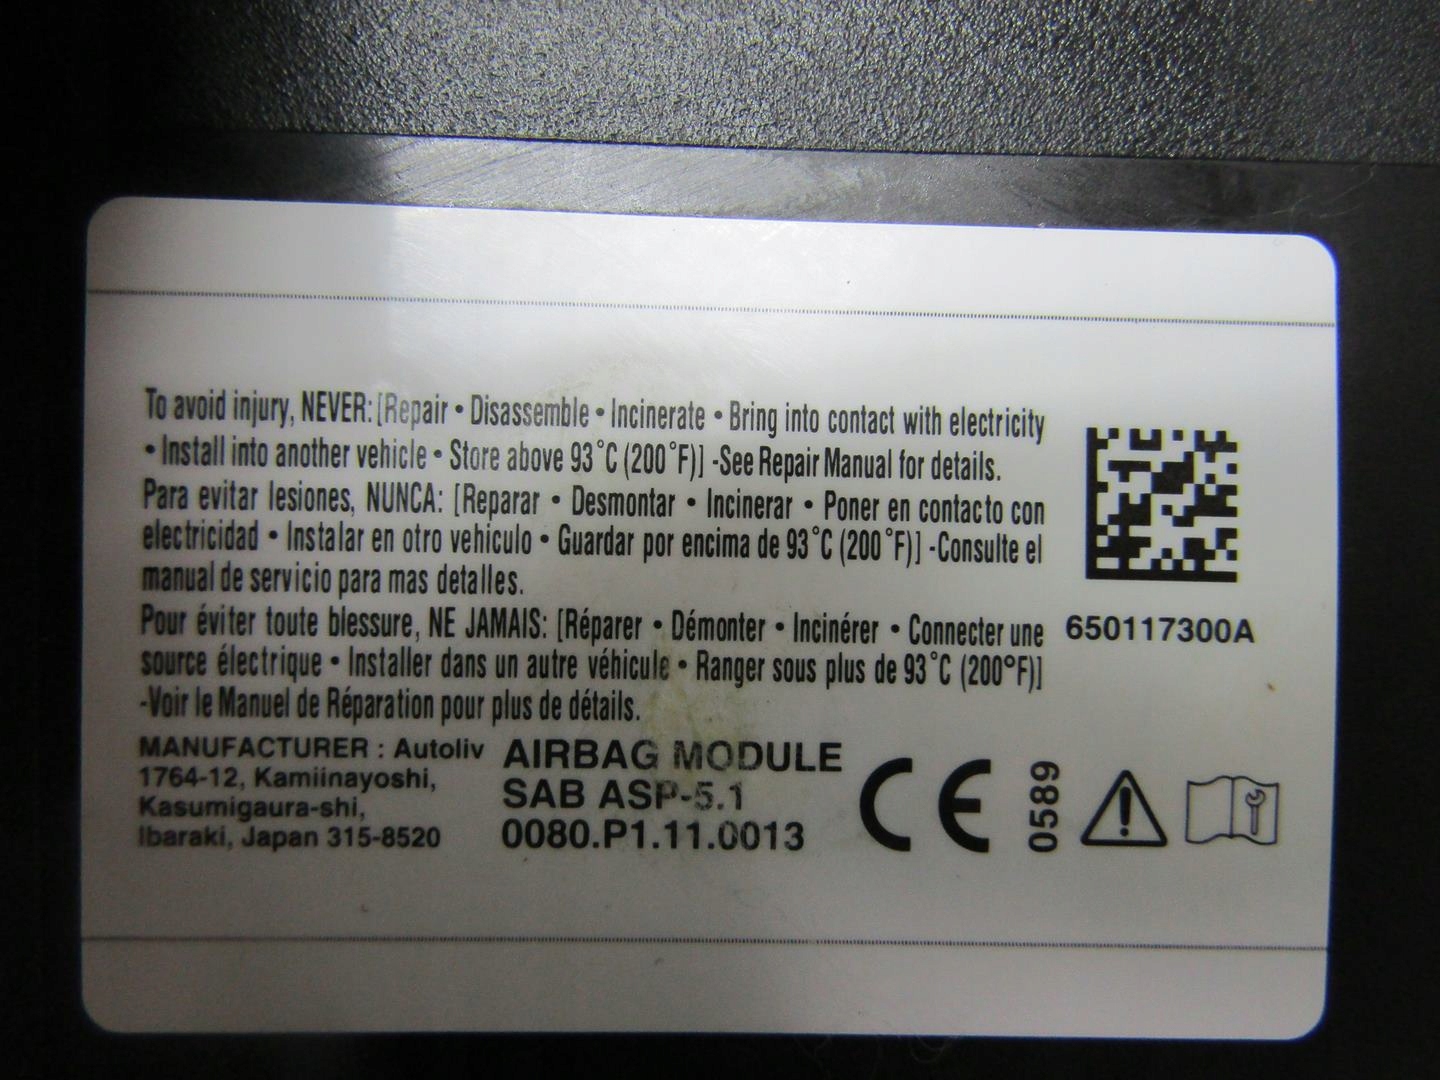 To avoid injury, NEVER: [Repair • Disassemble • Incinerate • Bring into contact with electricity
• Install into another vehicle • Store above 93°C (200°F)] -See Repair Manual for details.
Para evitar lesiones, NUNCA: [Reparar • Desmontar • Incinerar • Poner en contacto con
electricidad • Instalar en otro vehiculo • Guardar por encima de 93°C (200°F)] -Consulte el
manual de servicio para mas detalles.
Pour éviter toute blessure, NE JAMAIS: [Réparer • Démonter • Incinérer • Connecter une
source électrique • Installer dans un autre véhicule • Ranger sous plus de 93°C (200°F)]
-Voir le Manuel de Réparation pour plus de détails.
650117300A
MANUFACTURER : Autoliv
1764-12, Kamiinayoshi,
Kasumigaura-shi,
Ibaraki, Japan 315-8520
AIRBAG MODULE
SAB ASP-5.1
0080.P1.11.0013
CE
0589